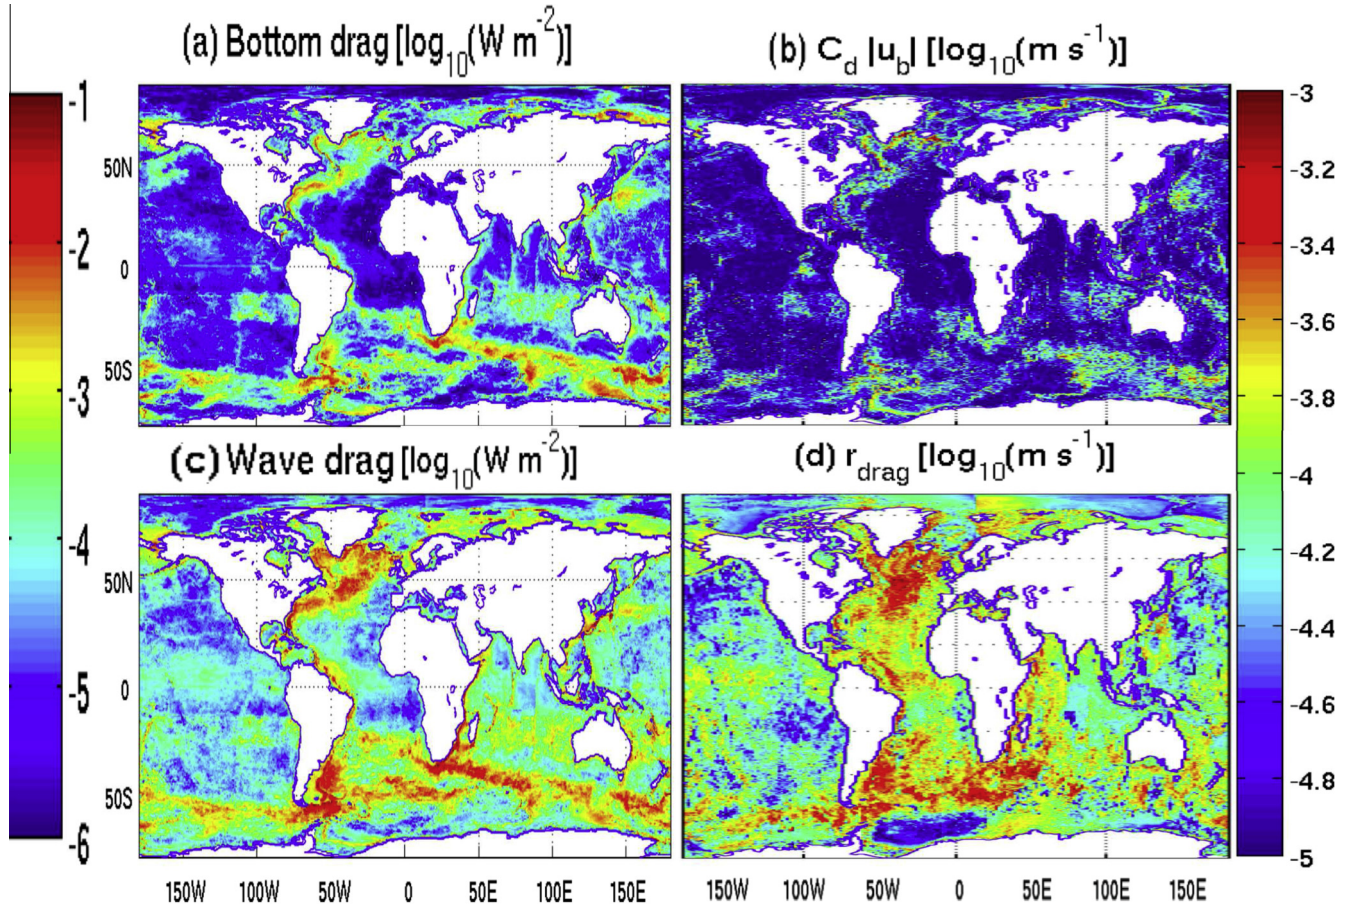 (a) Bottom drag [log10(W m-2)]
(b) Cd |ub| [log10(m s-1)]
-1
-2
-3
-4
-5
-6
50N
0
50S
-3
-3.2
-3.4
-3.6
-3.8
-4
-4.2
-4.4
-4.6
-4.8
-5
(c) Wave drag [log10(W m-2)]
(d) rdrag [log10(m s-1)]
50N
0
50S
150W 100W 50W 0 50E 100E 150E
150W 100W 50W 0 50E 100E 150E